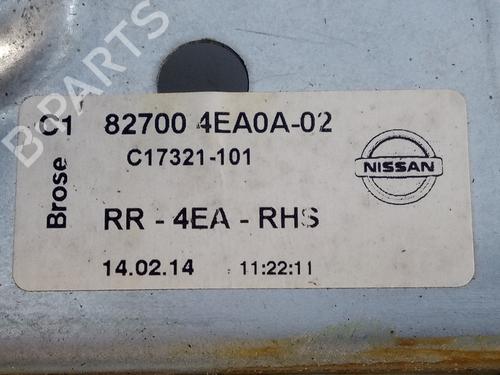 B-PARTS
C1 82700 4EA0A-02
C17321-101
Brose
NISSAN
RR - 4EA - RHS
14.02.14 11:22:11